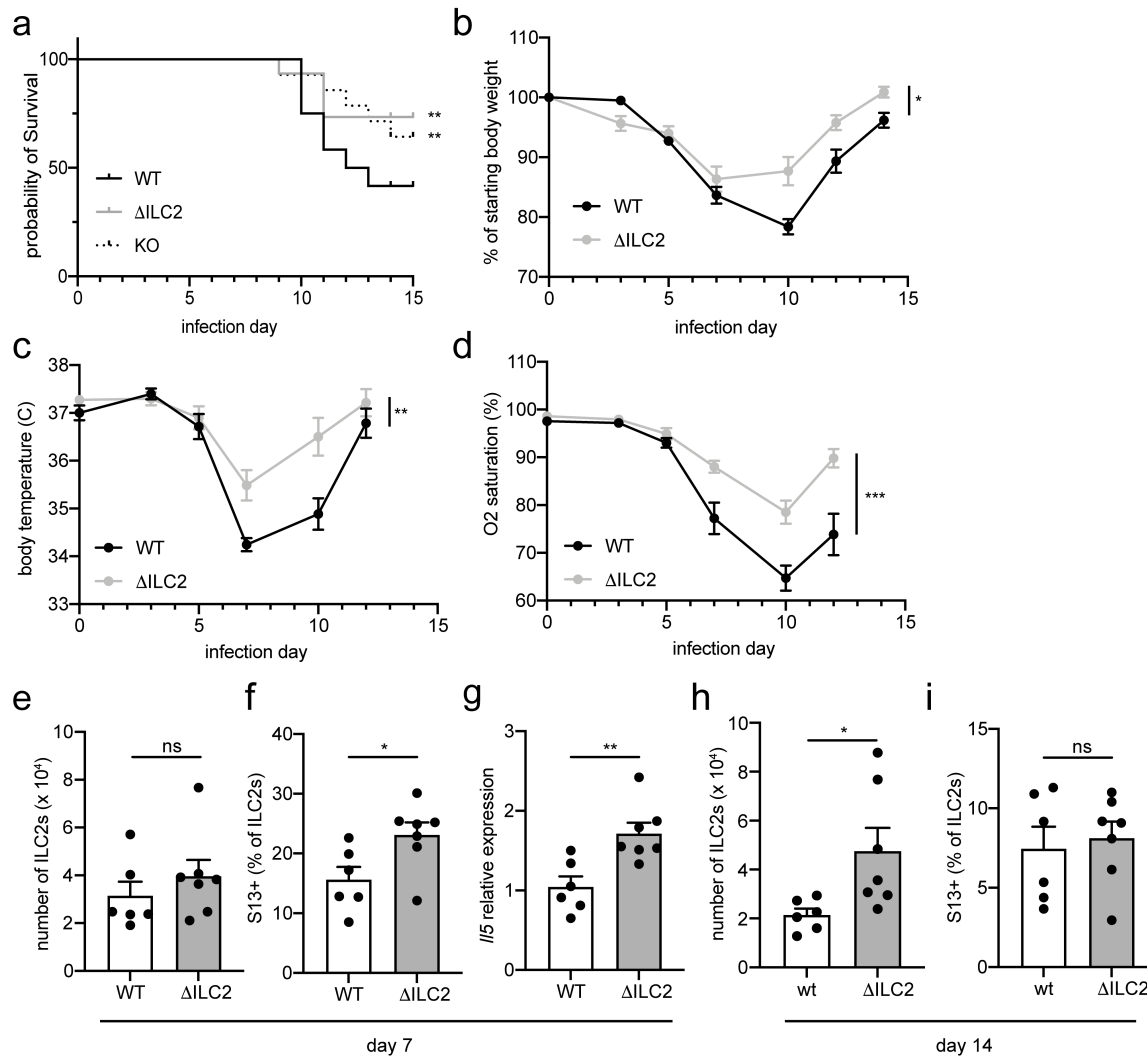 a
probability of Survival
100
50
0
**
**
WT
ΔILC2
KO
0 5 10 15
infection day
b
% of starting body weight
110
100
90
80
70
*
WT
ΔILC2
0 5 10 15
infection day
c
body temperature (C)
38
37
36
35
34
33
**
WT
ΔILC2
0 5 10 15
infection day
d
O2 saturation (%)
110
100
90
80
70
60
***
WT
ΔILC2
0 5 10 15
infection day
e
number of ILC2s (x 10⁴)
10
8
6
4
2
0
ns
WT ΔILC2
f
S13+ (% of ILC2s)
40
30
20
10
0
*
WT ΔILC2
g
Il5 relative expression
3
2
1
0
**
WT ΔILC2
day 7
h
number of ILC2s (x 10⁴)
10
8
6
4
2
0
*
wt ΔILC2
i
S13+ (% of ILC2s)
15
10
5
0
ns
wt ΔILC2
day 14